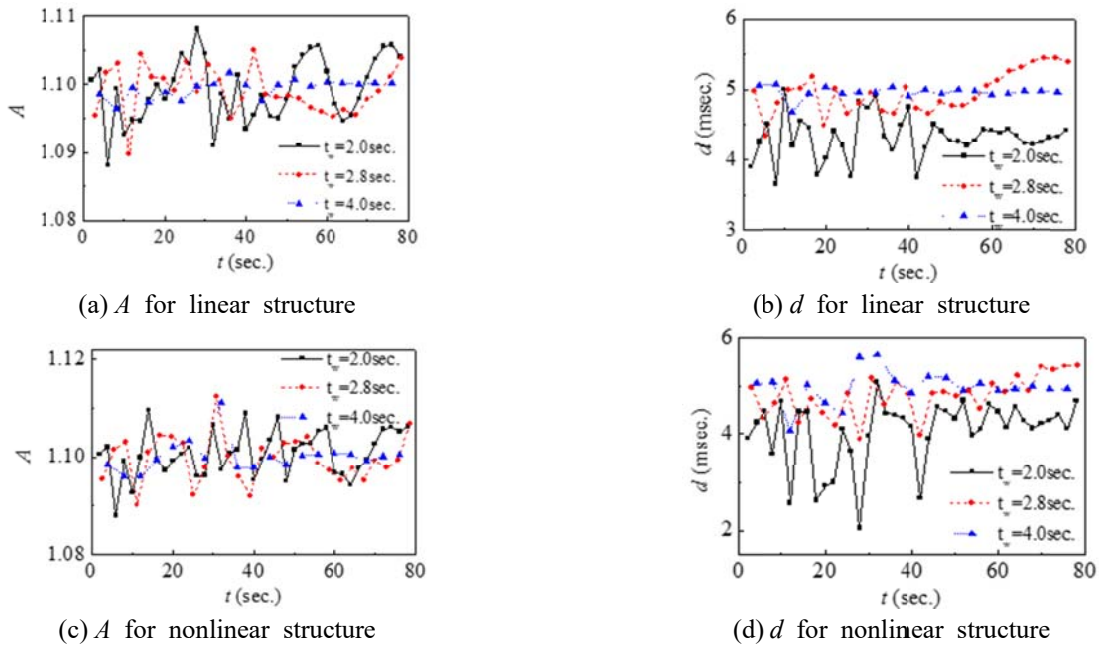 1.11
1.10
1.09
1.08
A
0 20 40 60 80
t (sec.)
t_w=2.0sec.
t_w=2.8sec.
t_w=4.0sec.
(a) A for linear structure
6
5
4
3
d (msec.)
0 20 40 60 80
t (sec.)
t_w=2.0sec.
t_w=2.8sec.
t_w=4.0sec.
(b) d for linear structure
1.12
1.10
1.08
A
0 20 40 60 80
t (sec.)
t_w=2.0sec.
t_w=2.8sec.
t_w=4.0sec.
(c) A for nonlinear structure
6
4
2
d (msec.)
0 20 40 60 80
t (sec.)
t_w=2.0sec.
t_w=2.8sec.
t_w=4.0sec.
(d) d for nonlinear structure